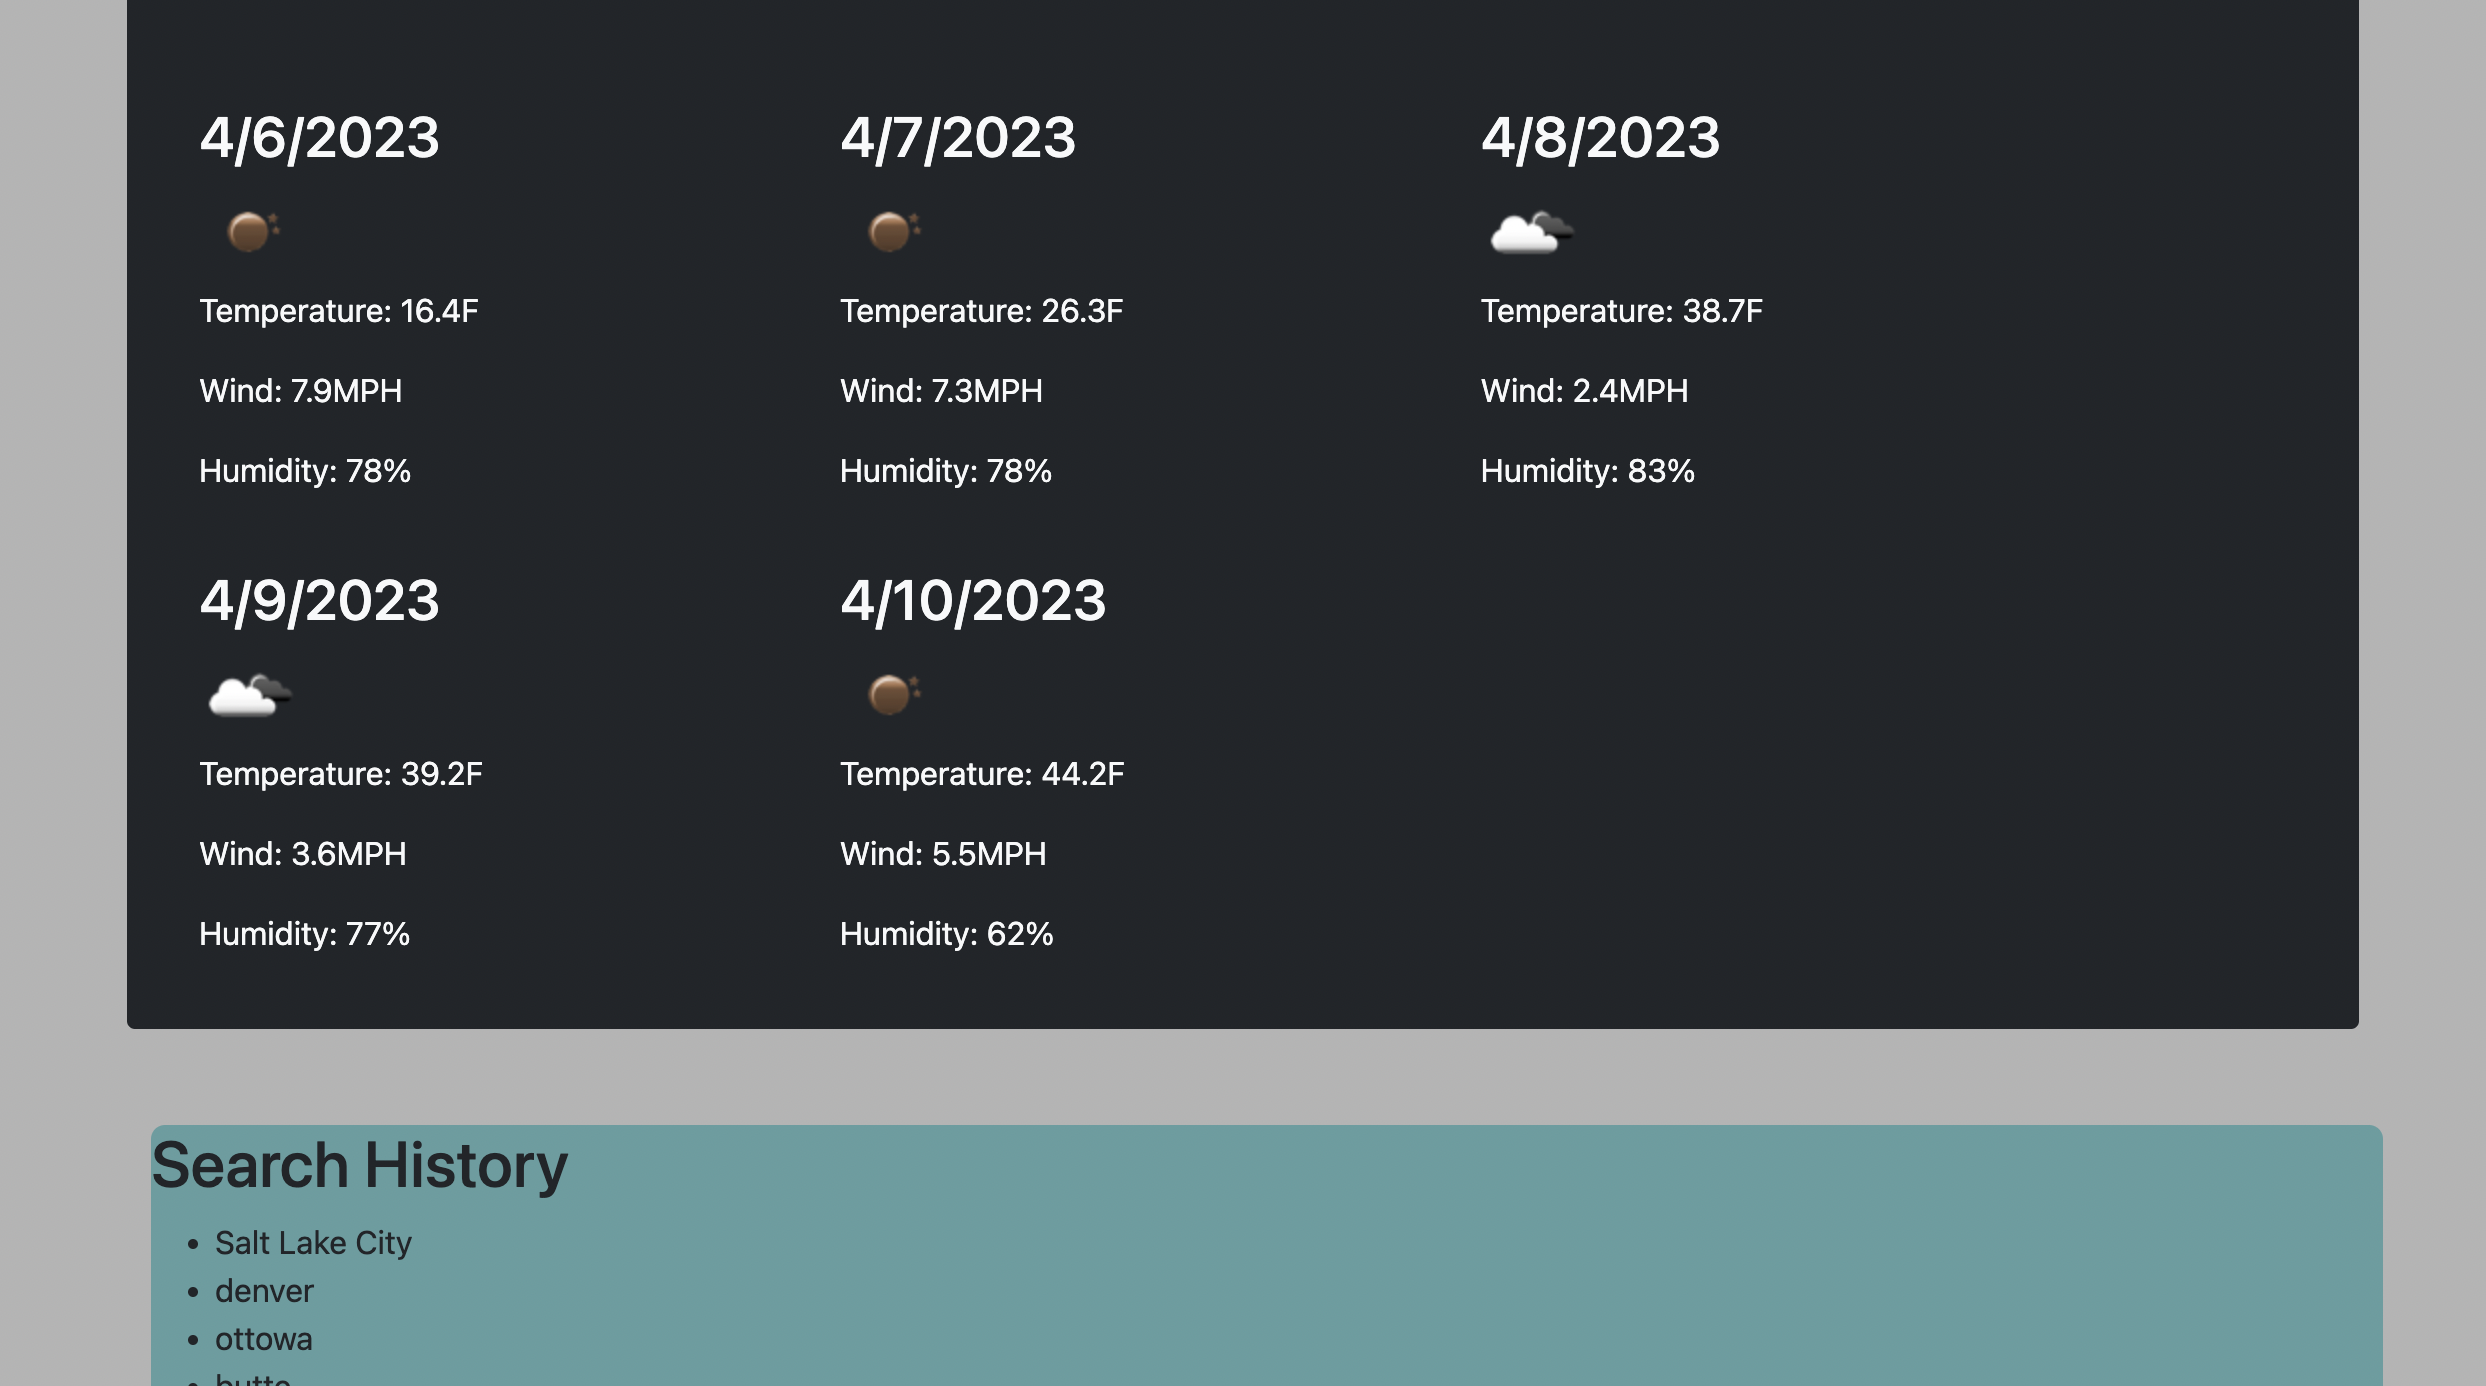 4/6/2023
Temperature: 16.4F
Wind: 7.9MPH
Humidity: 78%
4/7/2023
Temperature: 26.3F
Wind: 7.3MPH
Humidity: 78%
4/8/2023
Temperature: 38.7F
Wind: 2.4MPH
Humidity: 83%
4/9/2023
Temperature: 39.2F
Wind: 3.6MPH
Humidity: 77%
4/10/2023
Temperature: 44.2F
Wind: 5.5MPH
Humidity: 62%
Search History
Salt Lake City
denver
ottowa